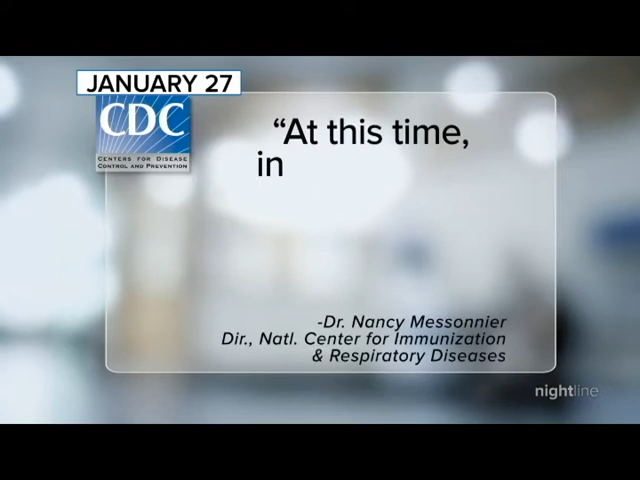 JANUARY 27
CDC
CENTERS FOR DISEASE
CONTROL AND PREVENTION
“At this time,
in
-Dr. Nancy Messonnier
Dir., Natl. Center for Immunization
& Respiratory Diseases
nightline